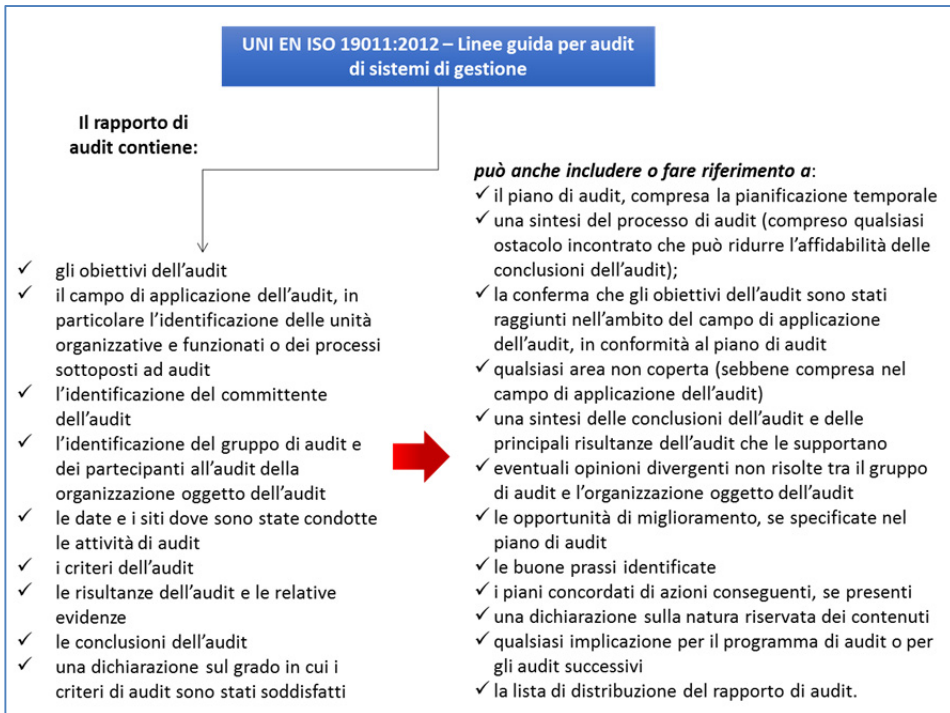 UNI EN ISO 19011:2012 – Linee guida per audit
di sistemi di gestione
Il rapporto di
audit contiene:
✓ gli obiettivi dell'audit
✓ il campo di applicazione dell'audit, in
particolare l'identificazione delle unità
organizzative e funzionati o dei processi
sottoposti ad audit
✓ l'identificazione del committente
dell'audit
✓ l'identificazione del gruppo di audit e
dei partecipanti all'audit della
organizzazione oggetto dell'audit
✓ le date e i siti dove sono state condotte
le attività di audit
✓ i criteri dell'audit
✓ le risultanze dell'audit e le relative
evidenze
✓ le conclusioni dell'audit
✓ una dichiarazione sul grado in cui i
criteri di audit sono stati soddisfatti
può anche includere o fare riferimento a:
✓ il piano di audit, compresa la pianificazione temporale
✓ una sintesi del processo di audit (compreso qualsiasi
ostacolo incontrato che può ridurre l'affidabilità delle
conclusioni dell'audit);
✓ la conferma che gli obiettivi dell'audit sono stati
raggiunti nell'ambito del campo di applicazione
dell'audit, in conformità al piano di audit
✓ qualsiasi area non coperta (sebbene compresa nel
campo di applicazione dell'audit)
✓ una sintesi delle conclusioni dell'audit e delle
principali risultanze dell'audit che le supportano
✓ eventuali opinioni divergenti non risolte tra il gruppo
di audit e l'organizzazione oggetto dell'audit
✓ le opportunità di miglioramento, se specificate nel
piano di audit
✓ le buone prassi identificate
✓ i piani concordati di azioni conseguenti, se presenti
✓ una dichiarazione sulla natura riservata dei contenuti
✓ qualsiasi implicazione per il programma di audit o per
gli audit successivi
✓ la lista di distribuzione del rapporto di audit.